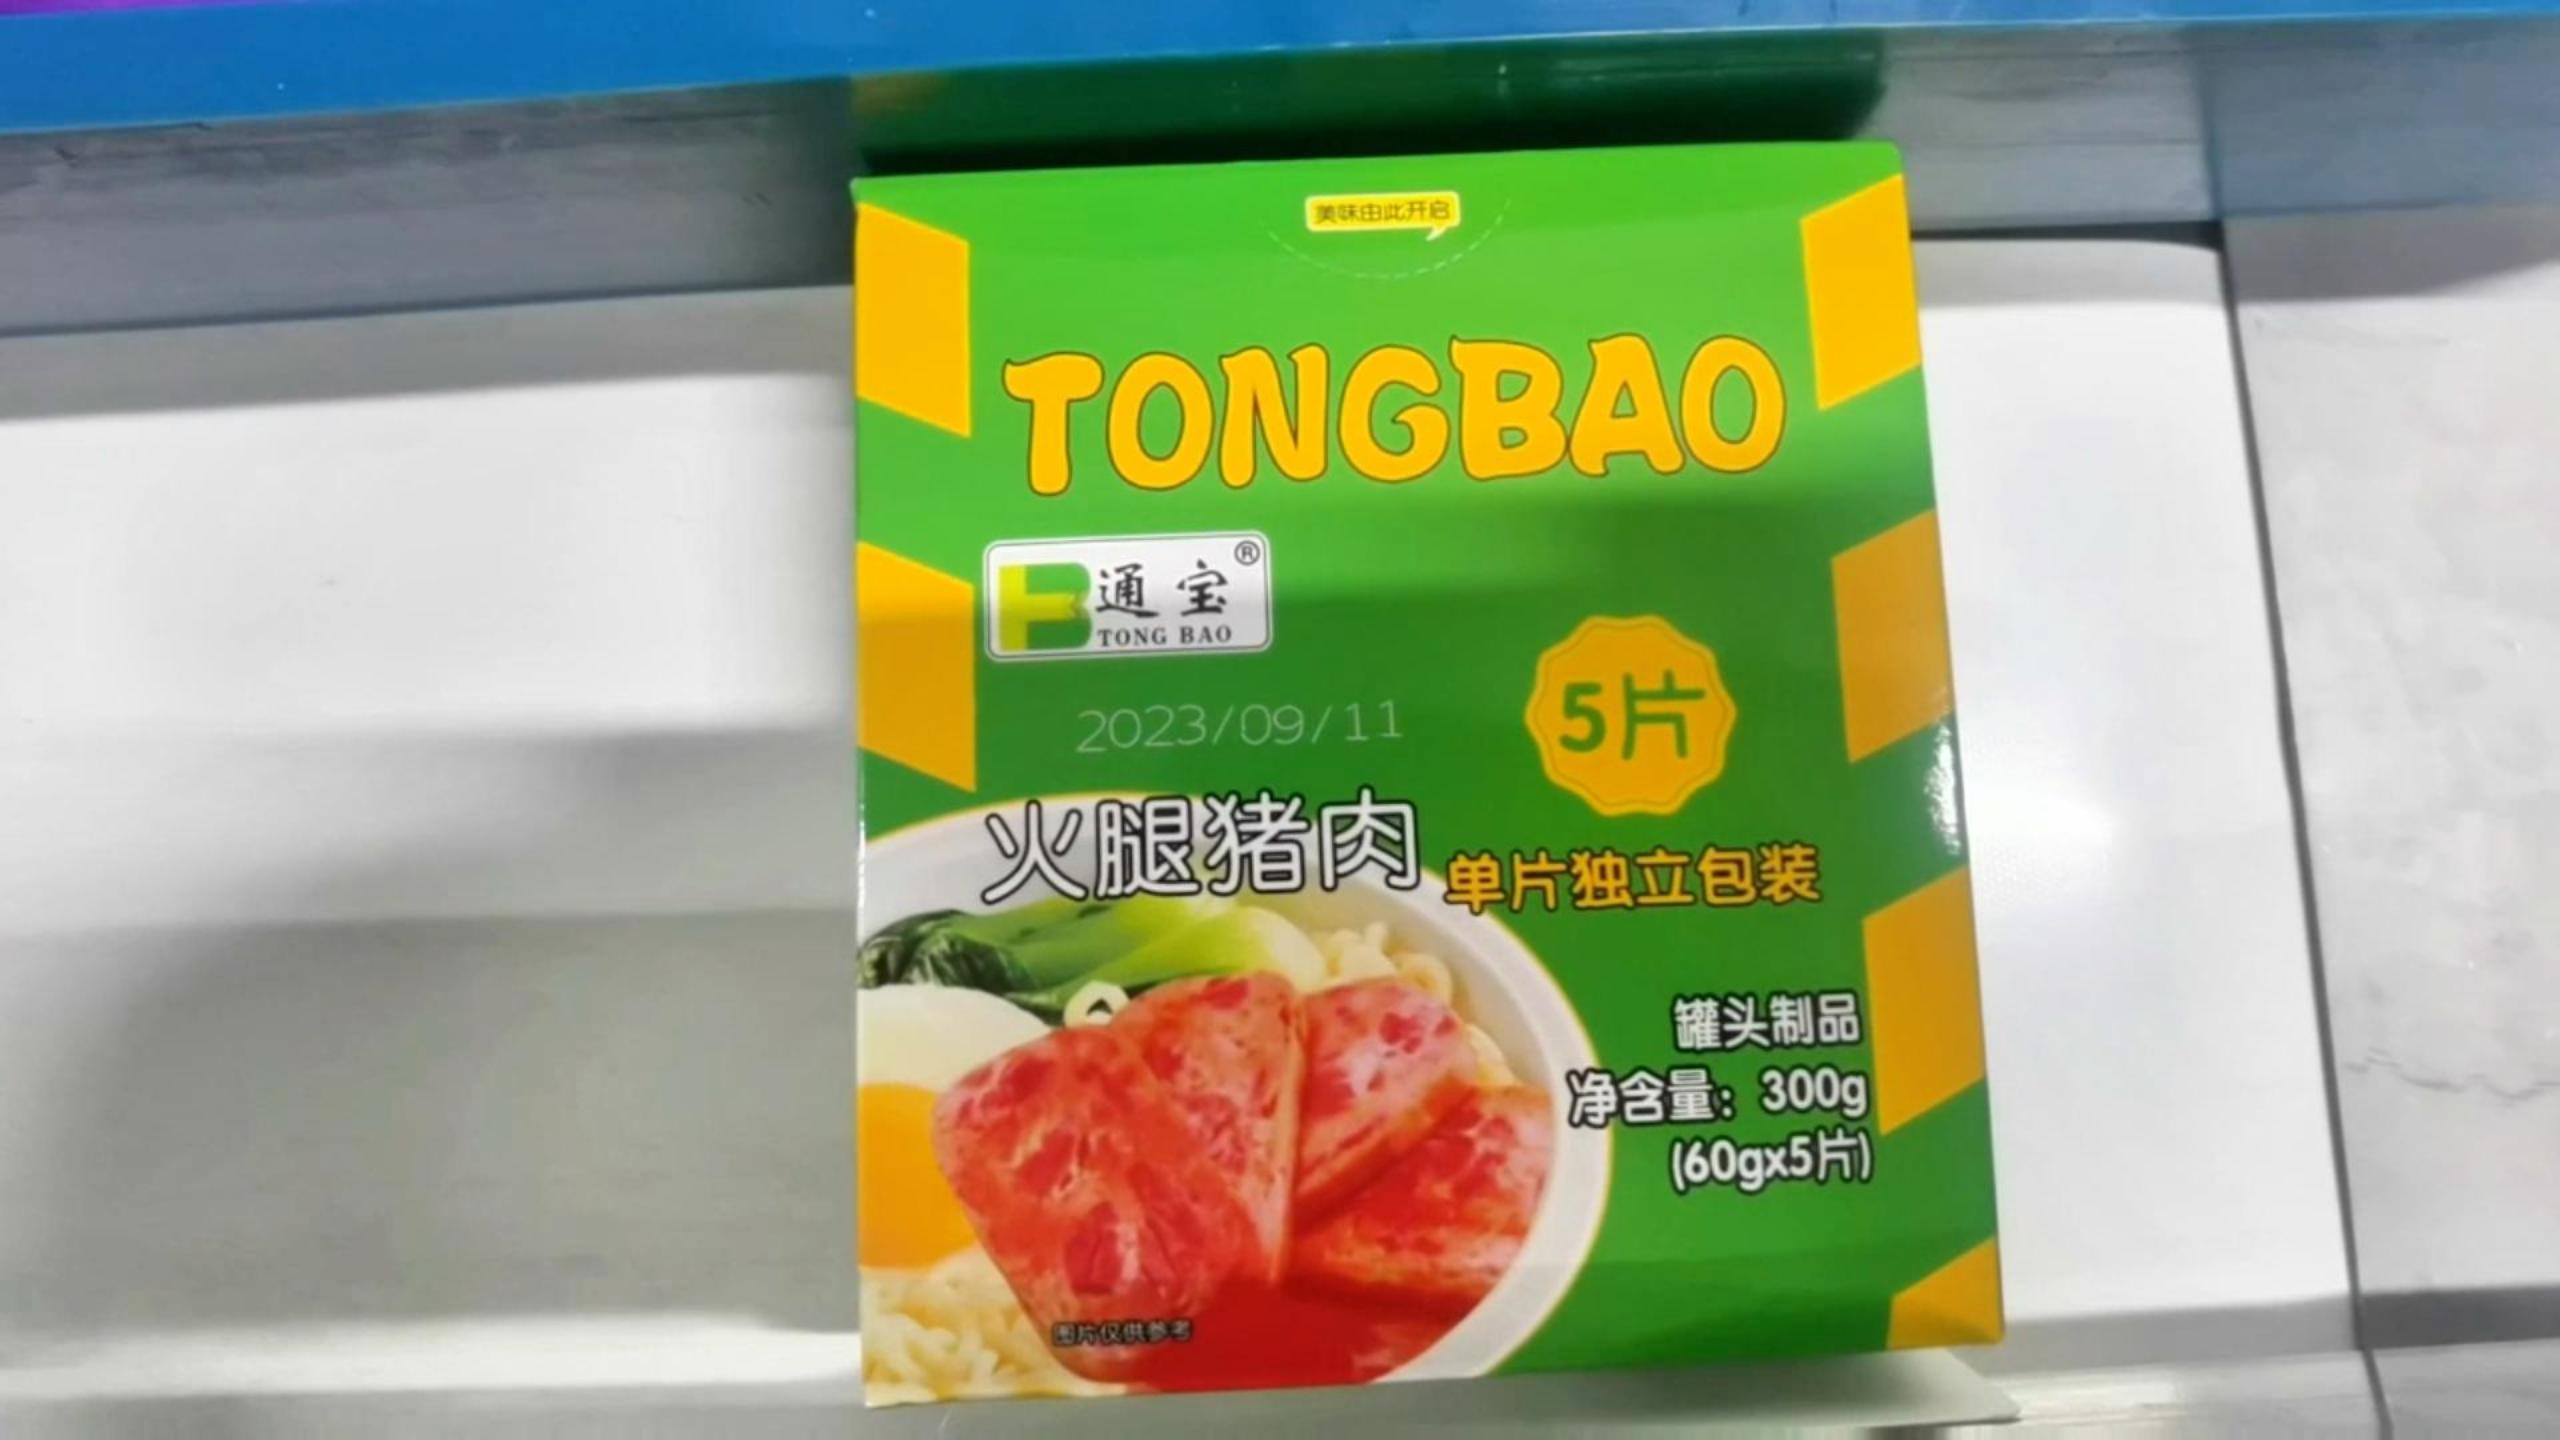 美味由此开启
TONGBAO
通宝®
TONG BAO
2023/09/11
5片
火腿猪肉
单片独立包装
罐头制品
净含量：300g
(60gx5片)
图片仅供参考